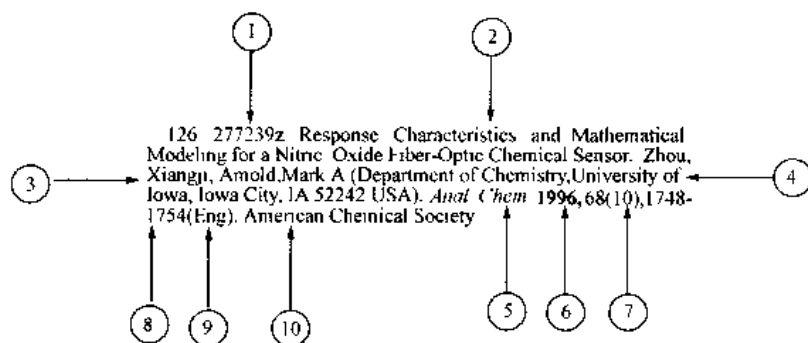 1 2
126 277239z Response Characteristics and Mathematical
Modeling for a Nitric Oxide Fiber-Optic Chemical Sensor. Zhou,
3 Xiangji, Arnold,Mark A (Department of Chemistry,University of 4
Iowa, Iowa City, IA 52242 USA). Anal Chem 1996,68(10),1748-
1754(Eng). American Chemical Society
8 9 10 5 6 7